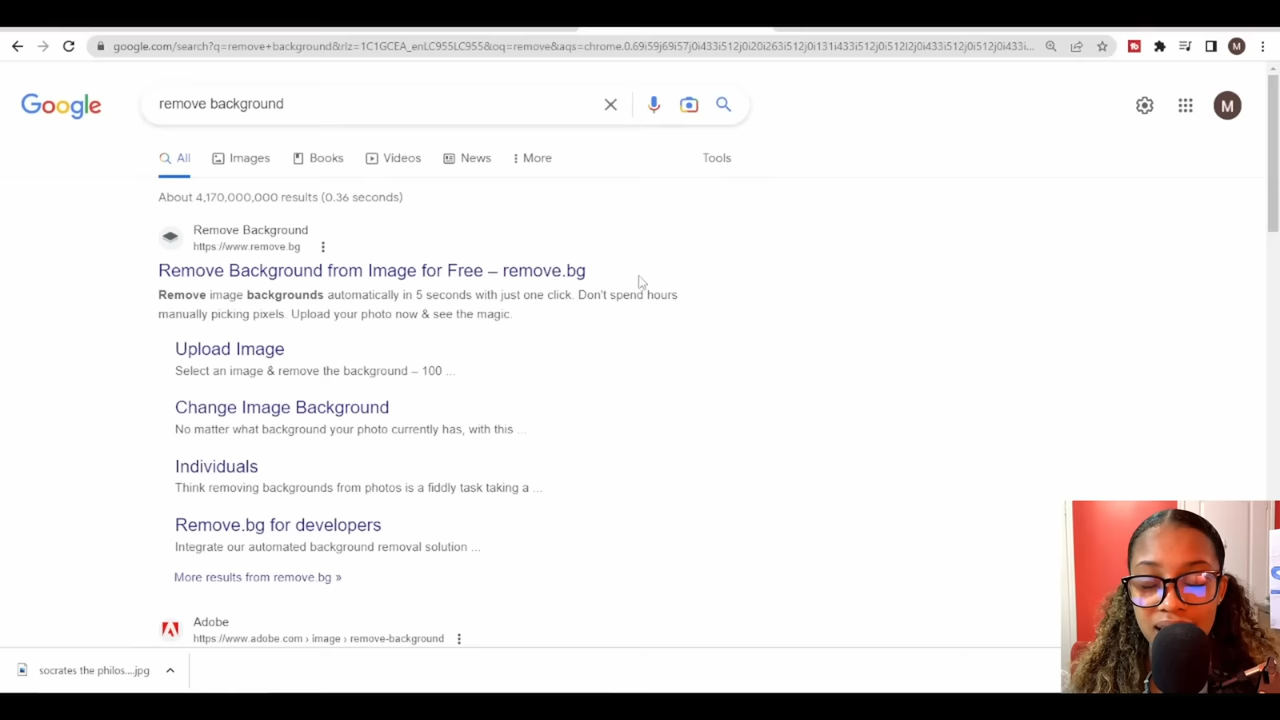 google.com/search?q=remove+background&rlz=1C1GCEA_enLC955LC955&oq=remove&aqs=chrome.0.69i59j69i57j0i433i512j0i20i263i512j0i131i433i512j0i512l2j0i433i512j0i512j0i433i...
M
Google
remove background
M
All
Images
Books
Videos
News
More
Tools
About 4,170,000,000 results (0.36 seconds)
Remove Background
https://www.remove.bg
Remove Background from Image for Free – remove.bg
Remove image backgrounds automatically in 5 seconds with just one click. Don't spend hours
manually picking pixels. Upload your photo now & see the magic.
Upload Image
Select an image & remove the background – 100 ...
Change Image Background
No matter what background your photo currently has, with this ...
Individuals
Think removing backgrounds from photos is a fiddly task taking a ...
Remove.bg for developers
Integrate our automated background removal solution ...
More results from remove.bg »
Adobe
https://www.adobe.com › image › remove-background
socrates the philos....jpg